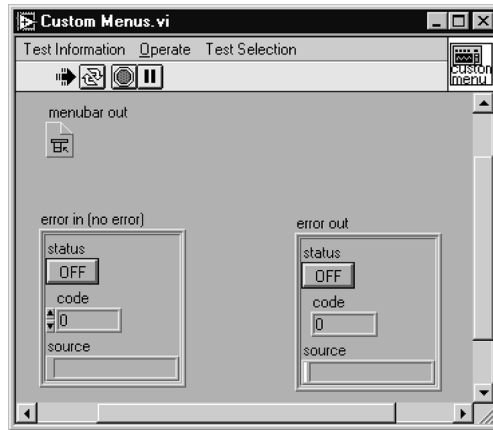 Custom Menus.vi
Test Information Operate Test Selection
custom
menu
menubar out
error in (no error)
status
OFF
code
0
source
error out
status
OFF
code
0
source